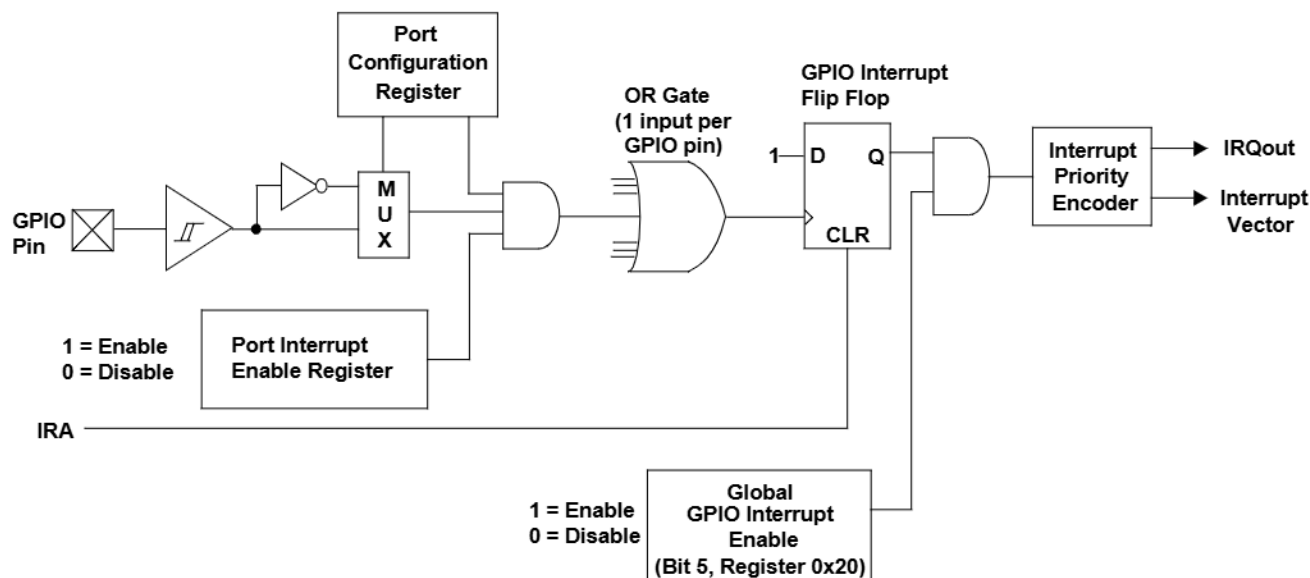 Port
Configuration
Register
OR Gate
(1 input per
GPIO pin)
GPIO Interrupt
Flip Flop
GPIO
Pin
M
U
X
1
D
Q
CLR
Interrupt
Priority
Encoder
IRQout
Interrupt
Vector
1 = Enable
0 = Disable
Port Interrupt
Enable Register
IRA
1 = Enable
0 = Disable
Global
GPIO Interrupt
Enable
(Bit 5, Register 0x20)